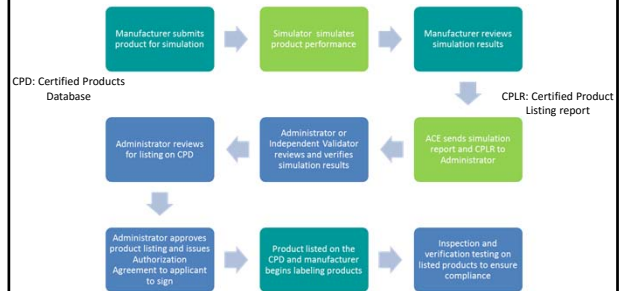 Manufacturer submits
product for simulation
Simulator simulates
product performance
Manufacturer reviews
simulation results
CPD: Certified Products
Database
CPLR: Certified Product
Listing report
ACE sends simulation
report and CPLR to
Administrator
Administrator or
Independent Validator
reviews and verifies
simulation results
Administrator reviews
for listing on CPD
Administrator approves
product listing and issues
Authorization
Agreement to applicant
to sign
Product listed on the
CPD and manufacturer
begins labeling products
Inspection and
verification testing on
listed products to ensure
compliance